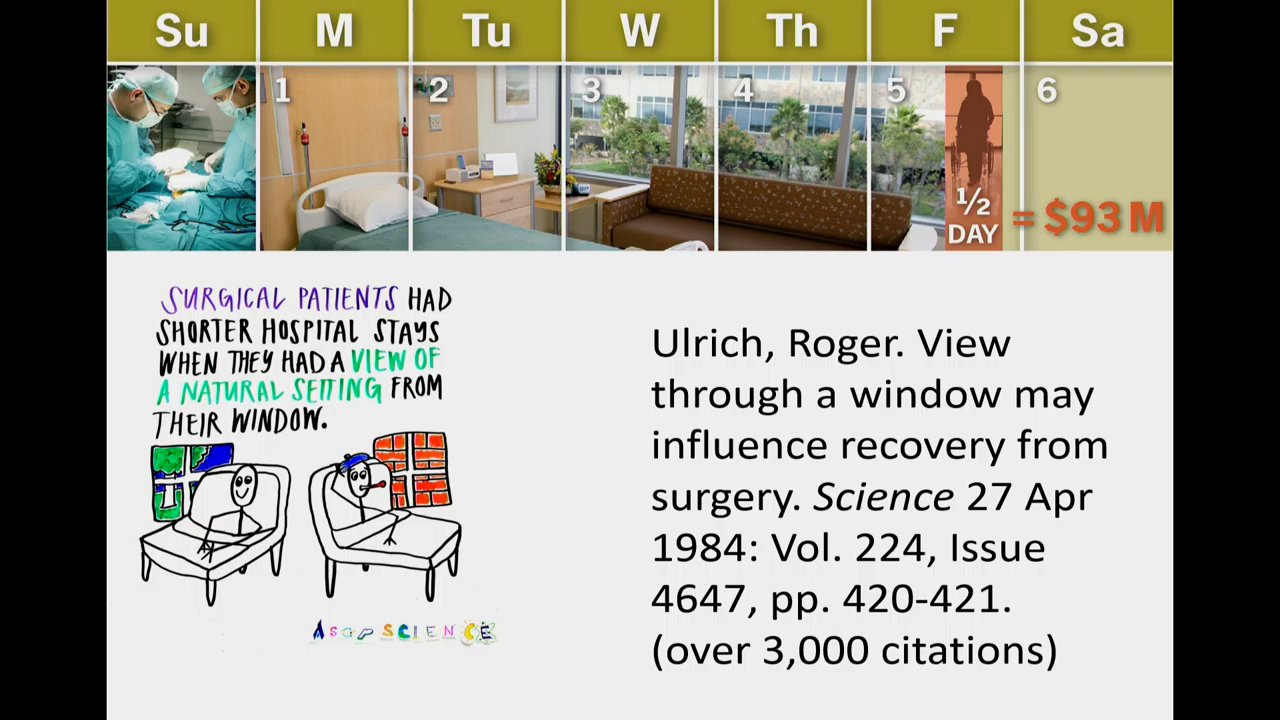 Su M Tu W Th F Sa
1 2 3 4 5 6
½
DAY
= $93 M
SURGICAL PATIENTS HAD
SHORTER HOSPITAL STAYS
WHEN THEY HAD A VIEW OF
A NATURAL SETTING FROM
THEIR WINDOW.
ASAP SCIENCE
Ulrich, Roger. View
through a window may
influence recovery from
surgery. Science 27 Apr
1984: Vol. 224, Issue
4647, pp. 420-421.
(over 3,000 citations)